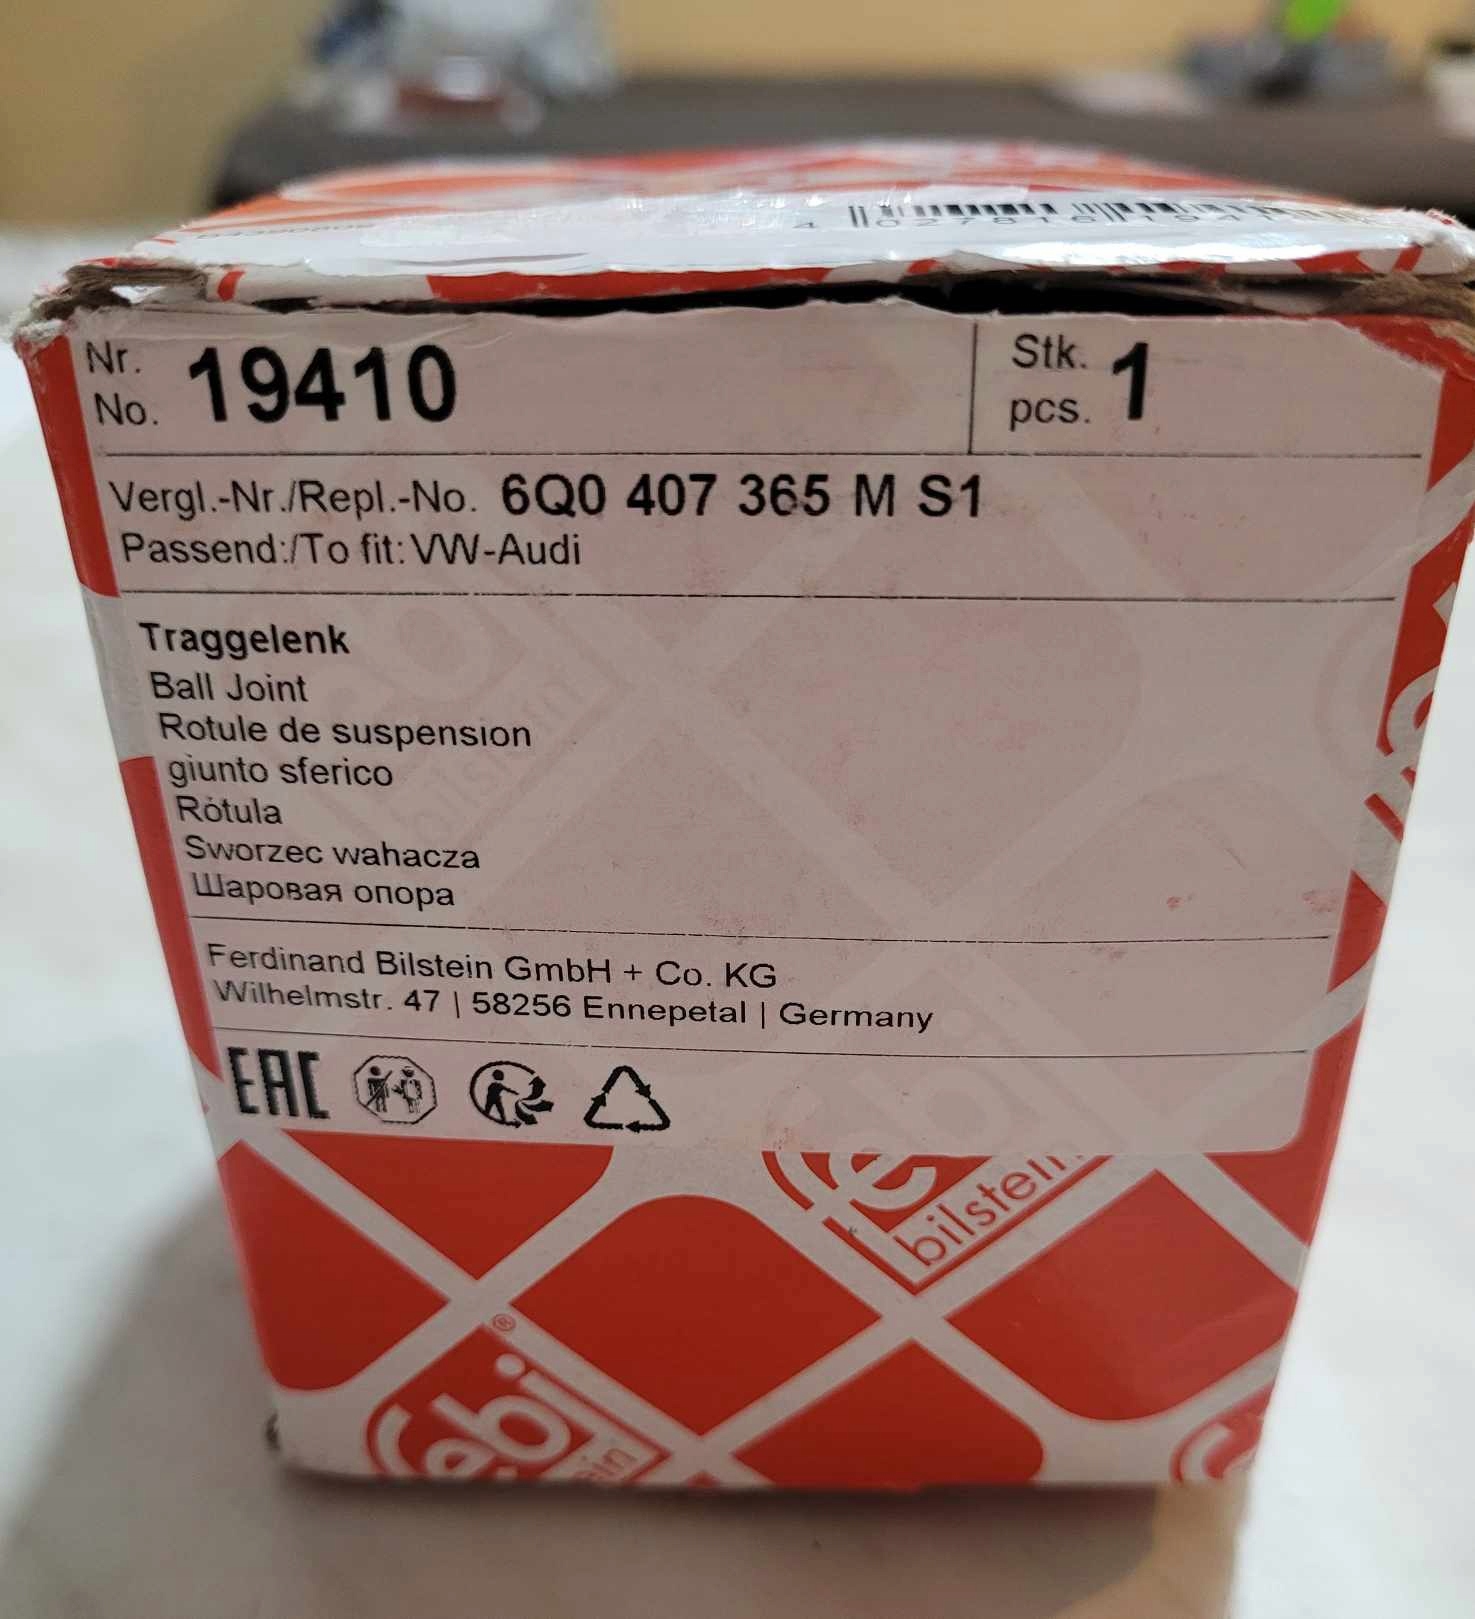 Nr.
No. 19410
Stk.
pcs. 1
Vergl.-Nr./Repl.-No. 6Q0 407 365 M S1
Passend:/To fit: VW-Audi
Traggelenk
Ball Joint
Rotule de suspension
giunto sferico
Rótula
Sworzec wahacza
Шаровая опора
Ferdinand Bilstein GmbH + Co. KG
Wilhelmstr. 47 | 58256 Ennepetal | Germany
EAC
febi
bilstein
febi®